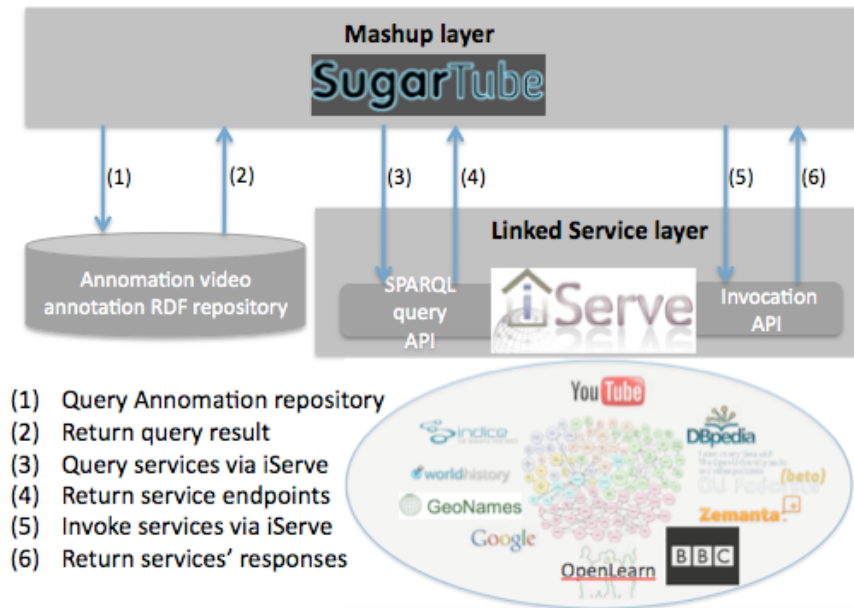 Mashup layer
SugarTube
(1) (2) (3) (4) (5) (6)
Linked Service layer
Annomation video
annotation RDF repository
SPARQL
query
API
iServe
Invocation
API
(1) Query Annomation repository
(2) Return query result
(3) Query services via iServe
(4) Return service endpoints
(5) Invoke services via iServe
(6) Return services’ responses
YouTube
indice
DBpedia
worldhistory
(beta)
GeoNames
Zemanta
Google
OpenLearn
BBC